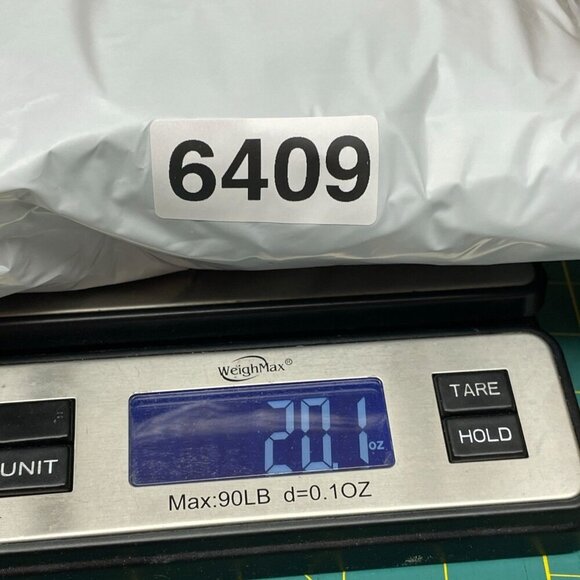 6409
WeighMax®
20.1 oz
TARE
HOLD
UNIT
Max:90LB d=0.1OZ